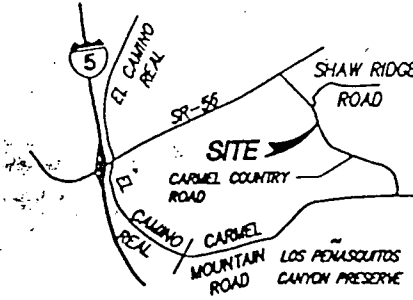 5
EL CAMINO
REAL
SR-56
SHAW RIDGE
ROAD
SITE
CARMEL COUNTRY
ROAD
EL
CAMINO
REAL
CARMEL
MOUNTAIN
ROAD
LOS PEÑASQUITOS
CANYON PRESERVE